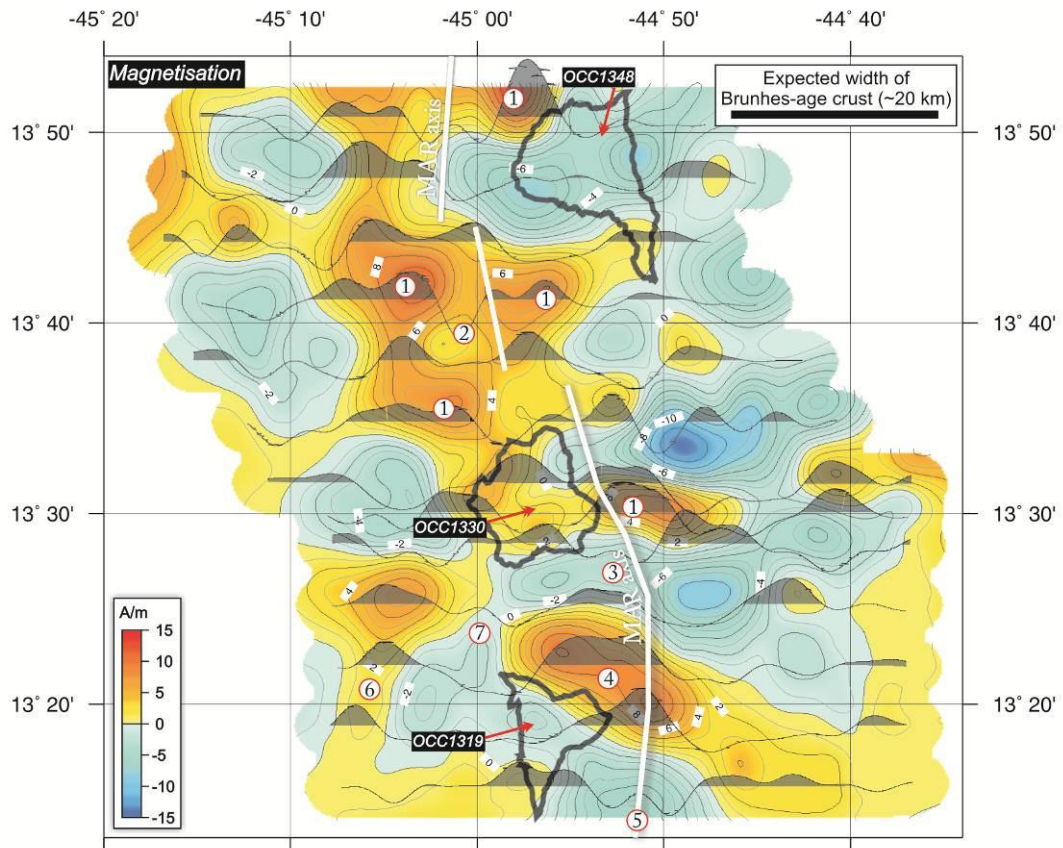 -45° 20' -45° 10' -45° 00' -44° 50' -44° 40'
Magnetisation
OCC1348
Expected width of
Brunhes-age crust (~20 km)
1
MAR axis
13° 50' 13° 50'
-2 -6 -4
0
8 6
1 1
0
13° 40' 2 13° 40'
6
-2
4
1 -10
-8
-6
0
-4 1
13° 30' OCC1330 4 13° 30'
-2 2 2
3
-6 -4
4 -2
MAR axis
0
7
2
6 4
13° 20' -2 8 2 13° 20'
4
6
OCC1319
0
5
A/m
15
10
5
0
-5
-10
-15